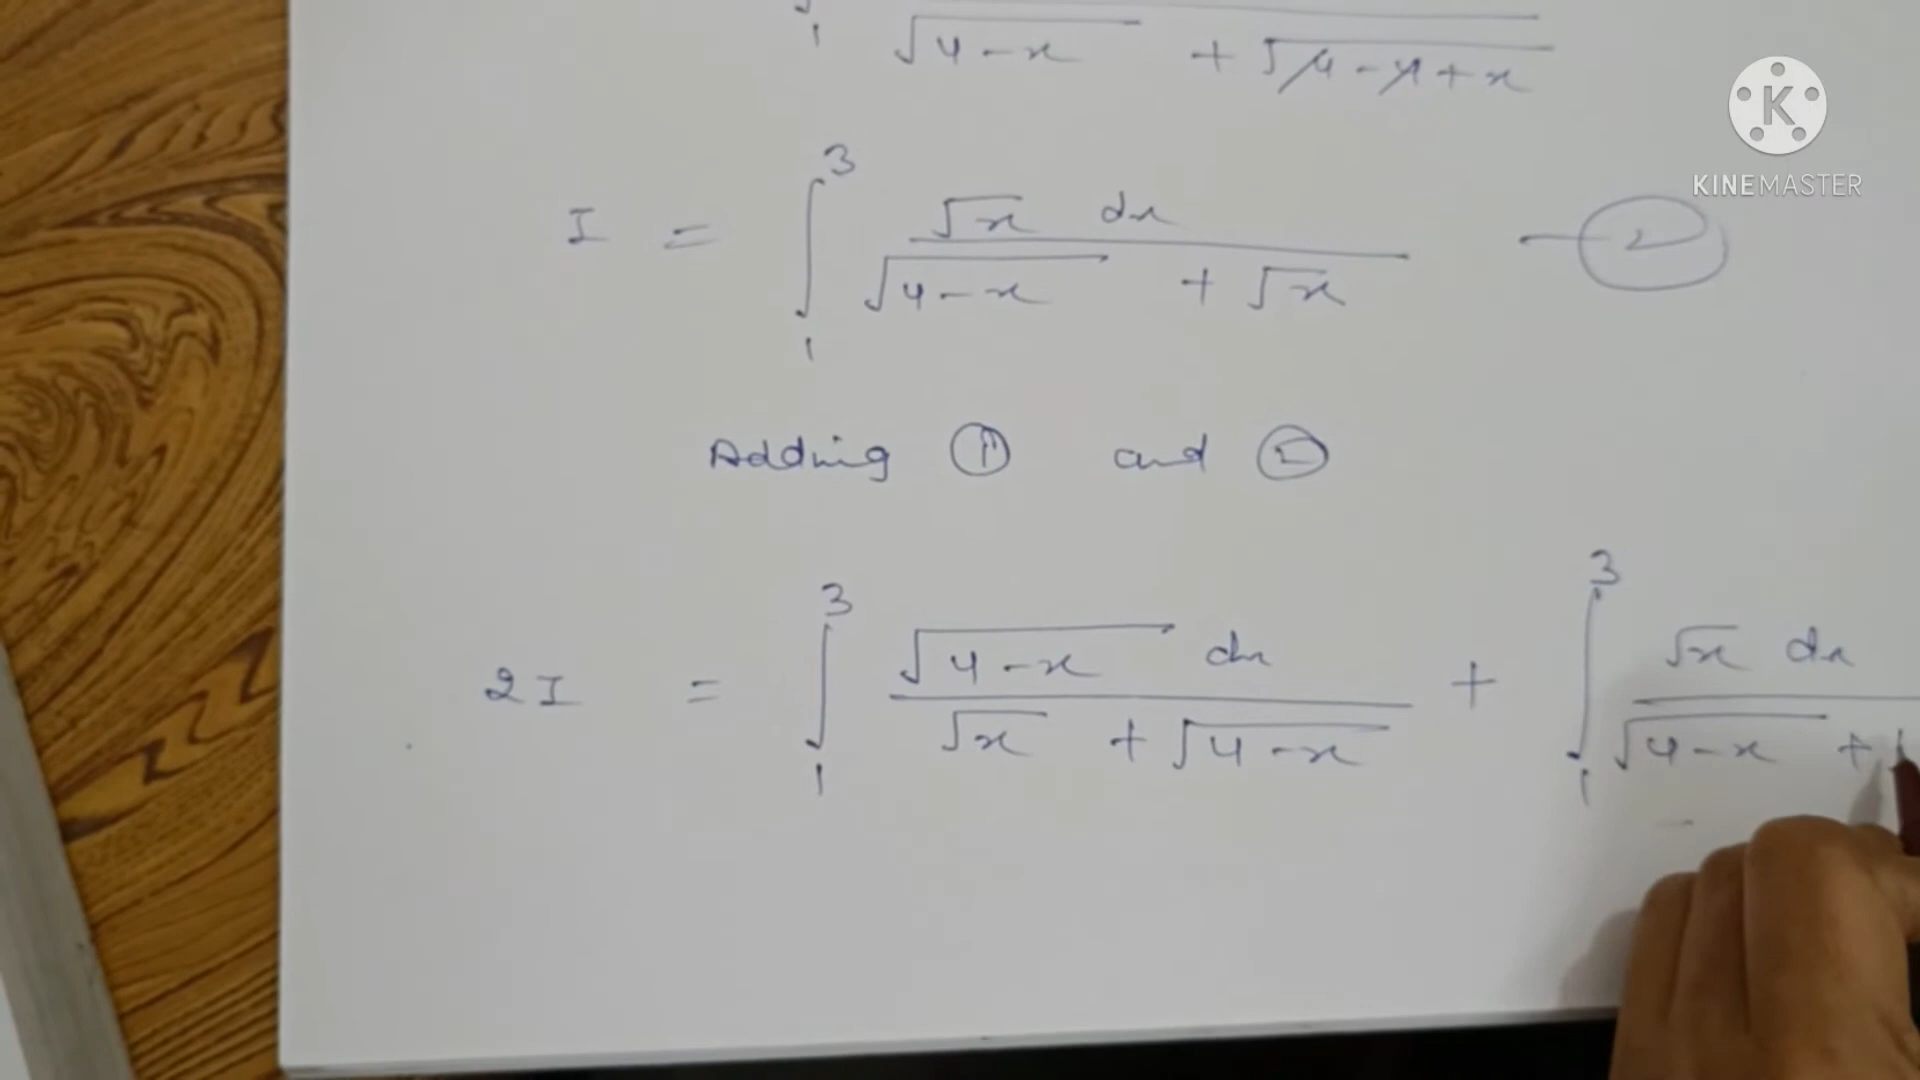 ∫₁ √(4-x) + √(4-4+x)
K
KINEMASTER
I = ∫₁³ √x dx / (√(4-x) + √x) — ②
Adding ① and ②
2I = ∫₁³ √(4-x) dx / (√x + √(4-x)) + ∫₁³ √x dx / (√(4-x) +